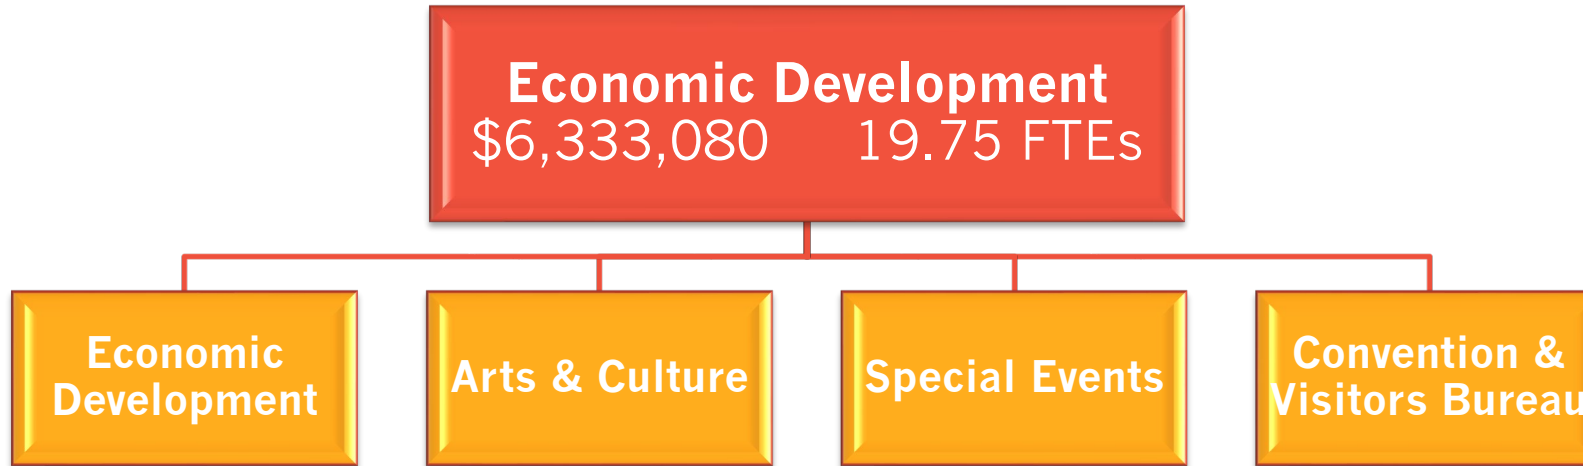 Economic Development
$6,333,080 19.75 FTEs
Economic
Development
Arts & Culture
Special Events
Convention &
Visitors Bureau